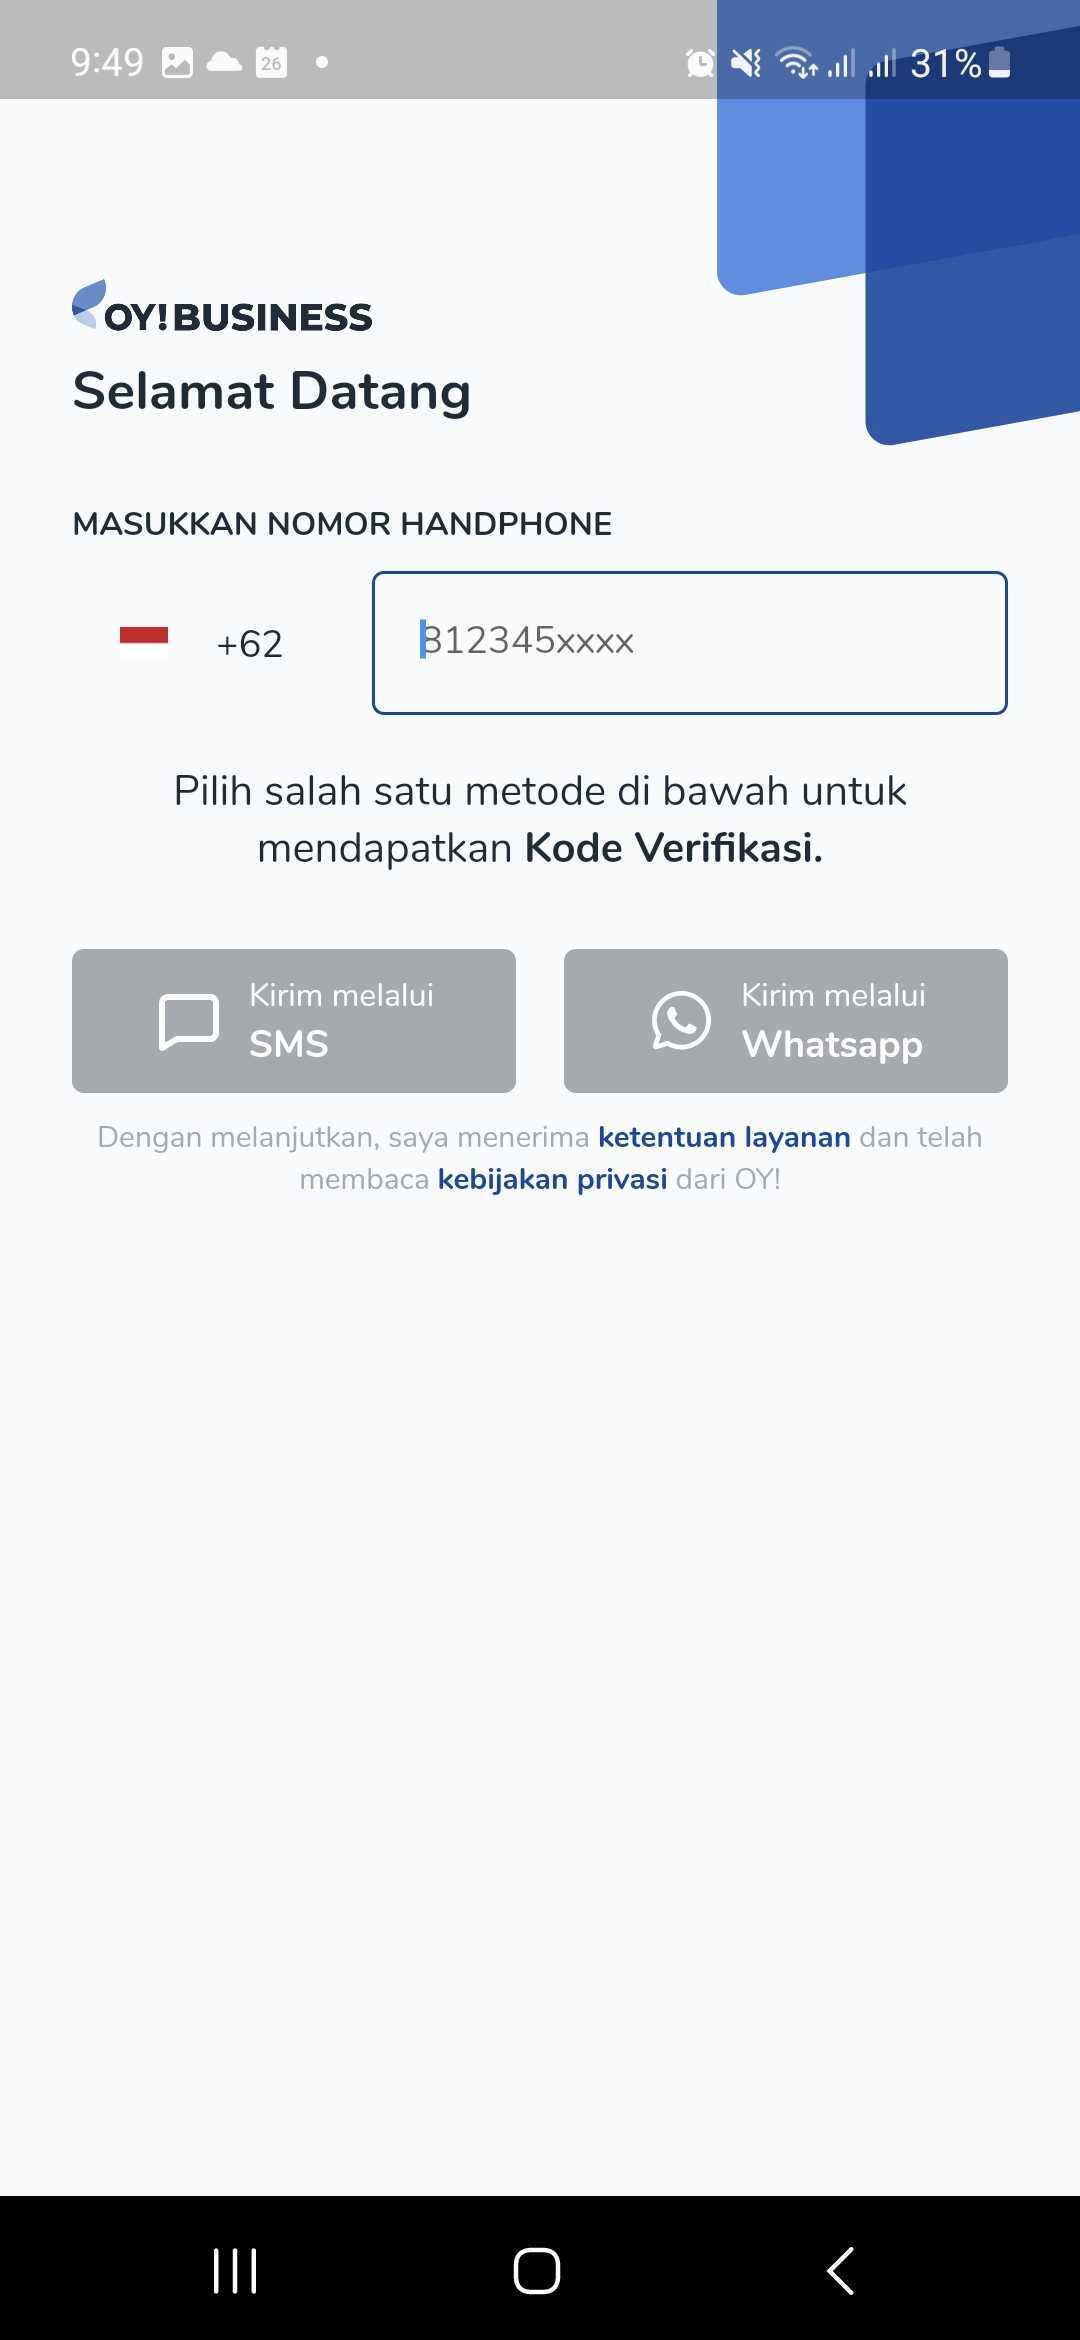 9:49
26
31%
OY! BUSINESS
Selamat Datang
MASUKKAN NOMOR HANDPHONE
+62
812345xxxx
Pilih salah satu metode di bawah untuk
mendapatkan Kode Verifikasi.
Kirim melalui
SMS
Kirim melalui
Whatsapp
Dengan melanjutkan, saya menerima ketentuan layanan dan telah
membaca kebijakan privasi dari OY!